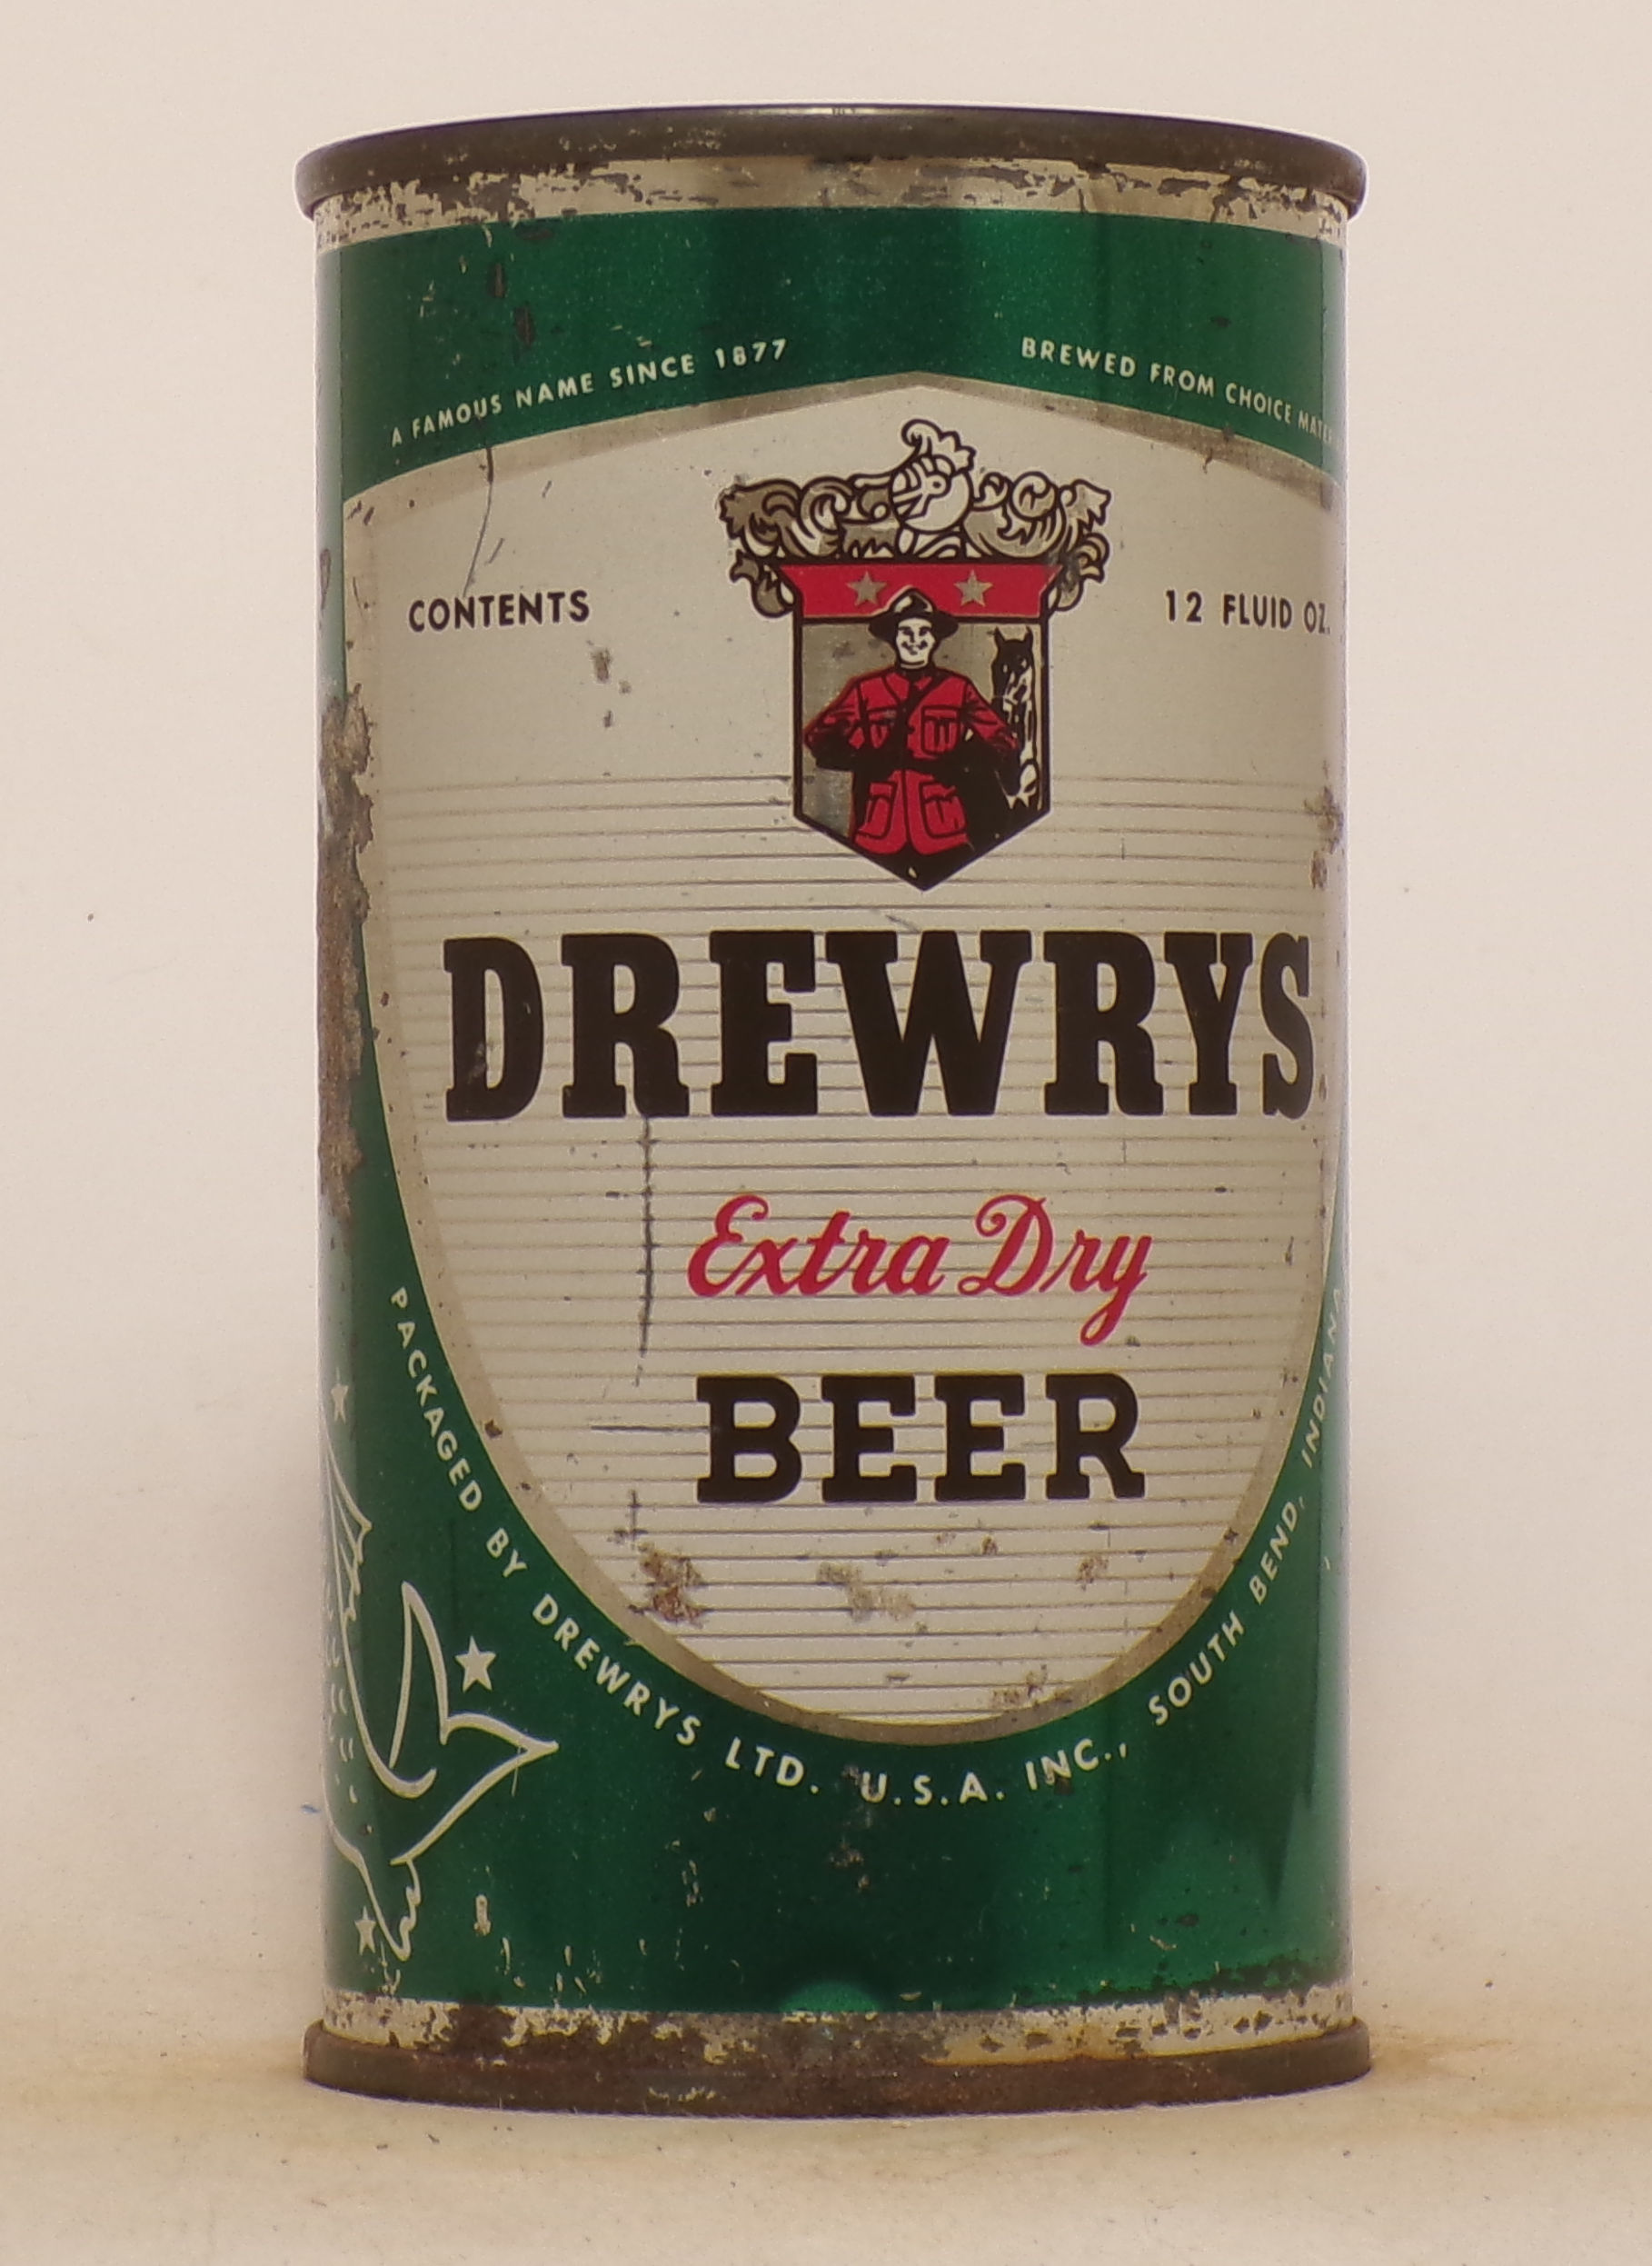 A FAMOUS NAME SINCE 1877
BREWED FROM CHOICE
CONTENTS
12 FLUID OZ.
DREWRYS
Extra Dry
BEER
PACKAGED BY DREWRYS LTD. U.S.A. INC., SOUTH BEND, INDIANA